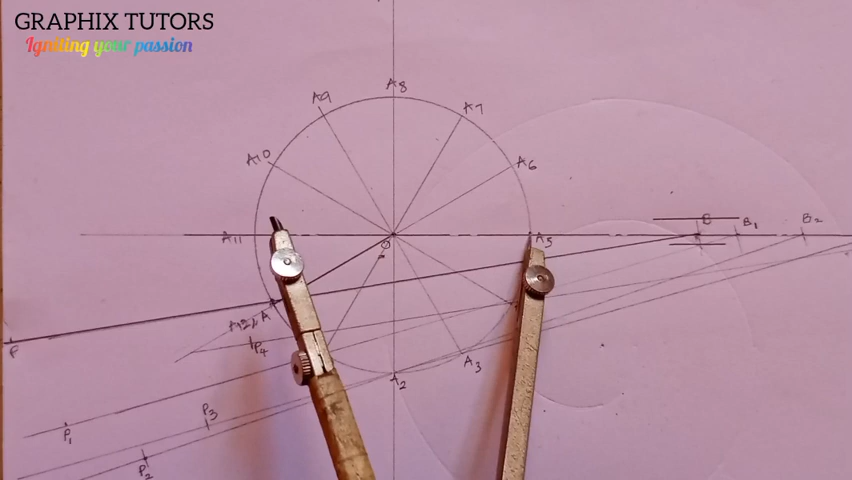 GRAPHIX TUTORS
Igniting your passion
A8
A9
A7
A10
A6
A11
O
A5
B
B1
B2
A
P
P4
A2
A3
P1
P3
P2